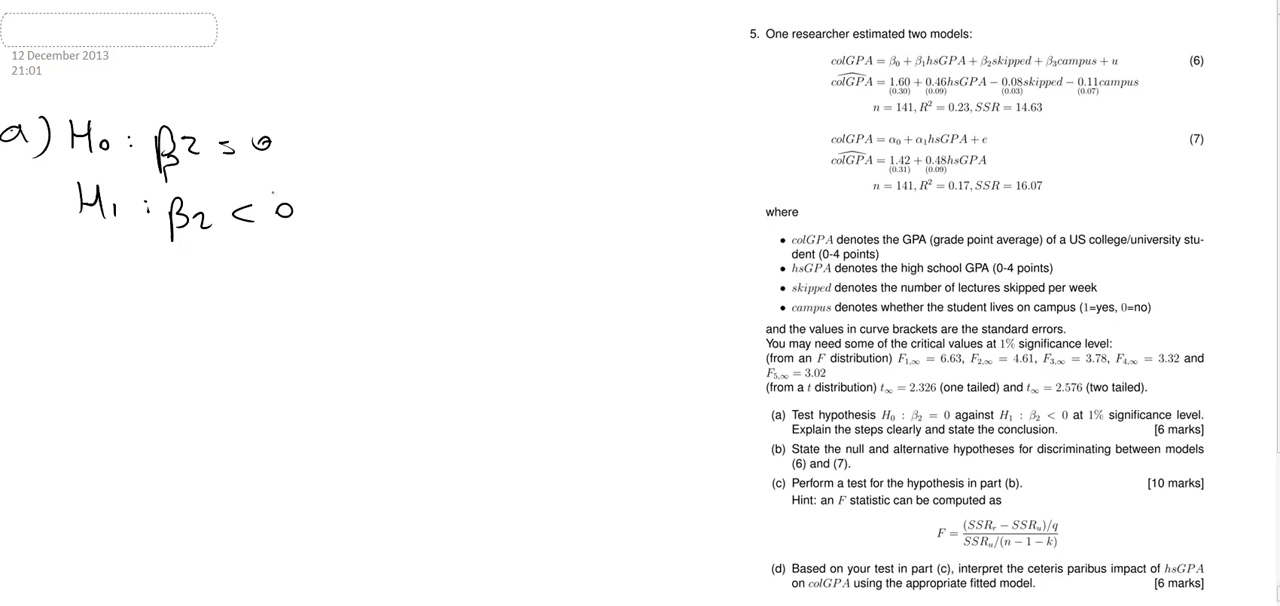 12 December 2013
21:01
a) H₀ : β2 = 0
H₁ : β2 < 0
5. One researcher estimated two models:
colGPA = β₀ + β₁hsGPA + β₂skipped + β₃campus + u (6)
colGPA = 1.60 + 0.46hsGPA − 0.08skipped − 0.11campus
(0.30) (0.09) (0.03) (0.07)
n = 141, R² = 0.23, SSR = 14.63
colGPA = α₀ + α₁hsGPA + e (7)
colGPA = 1.42 + 0.48hsGPA
(0.31) (0.09)
n = 141, R² = 0.17, SSR = 16.07
where
• colGPA denotes the GPA (grade point average) of a US college/university stu-
dent (0-4 points)
• hsGPA denotes the high school GPA (0-4 points)
• skipped denotes the number of lectures skipped per week
• campus denotes whether the student lives on campus (1=yes, 0=no)
and the values in curve brackets are the standard errors.
You may need some of the critical values at 1% significance level:
(from an F distribution) F₁,∞ = 6.63, F₂,∞ = 4.61, F₃,∞ = 3.78, F₄,∞ = 3.32 and
F₅,∞ = 3.02
(from a t distribution) t∞ = 2.326 (one tailed) and t∞ = 2.576 (two tailed).
(a) Test hypothesis H₀ : β₂ = 0 against H₁ : β₂ < 0 at 1% significance level.
Explain the steps clearly and state the conclusion. [6 marks]
(b) State the null and alternative hypotheses for discriminating between models
(6) and (7).
(c) Perform a test for the hypothesis in part (b). [10 marks]
Hint: an F statistic can be computed as
F = (SSRᵣ − SSRᵤ)/q
SSRᵤ/(n − 1 − k)
(d) Based on your test in part (c), interpret the ceteris paribus impact of hsGPA
on colGPA using the appropriate fitted model. [6 marks]